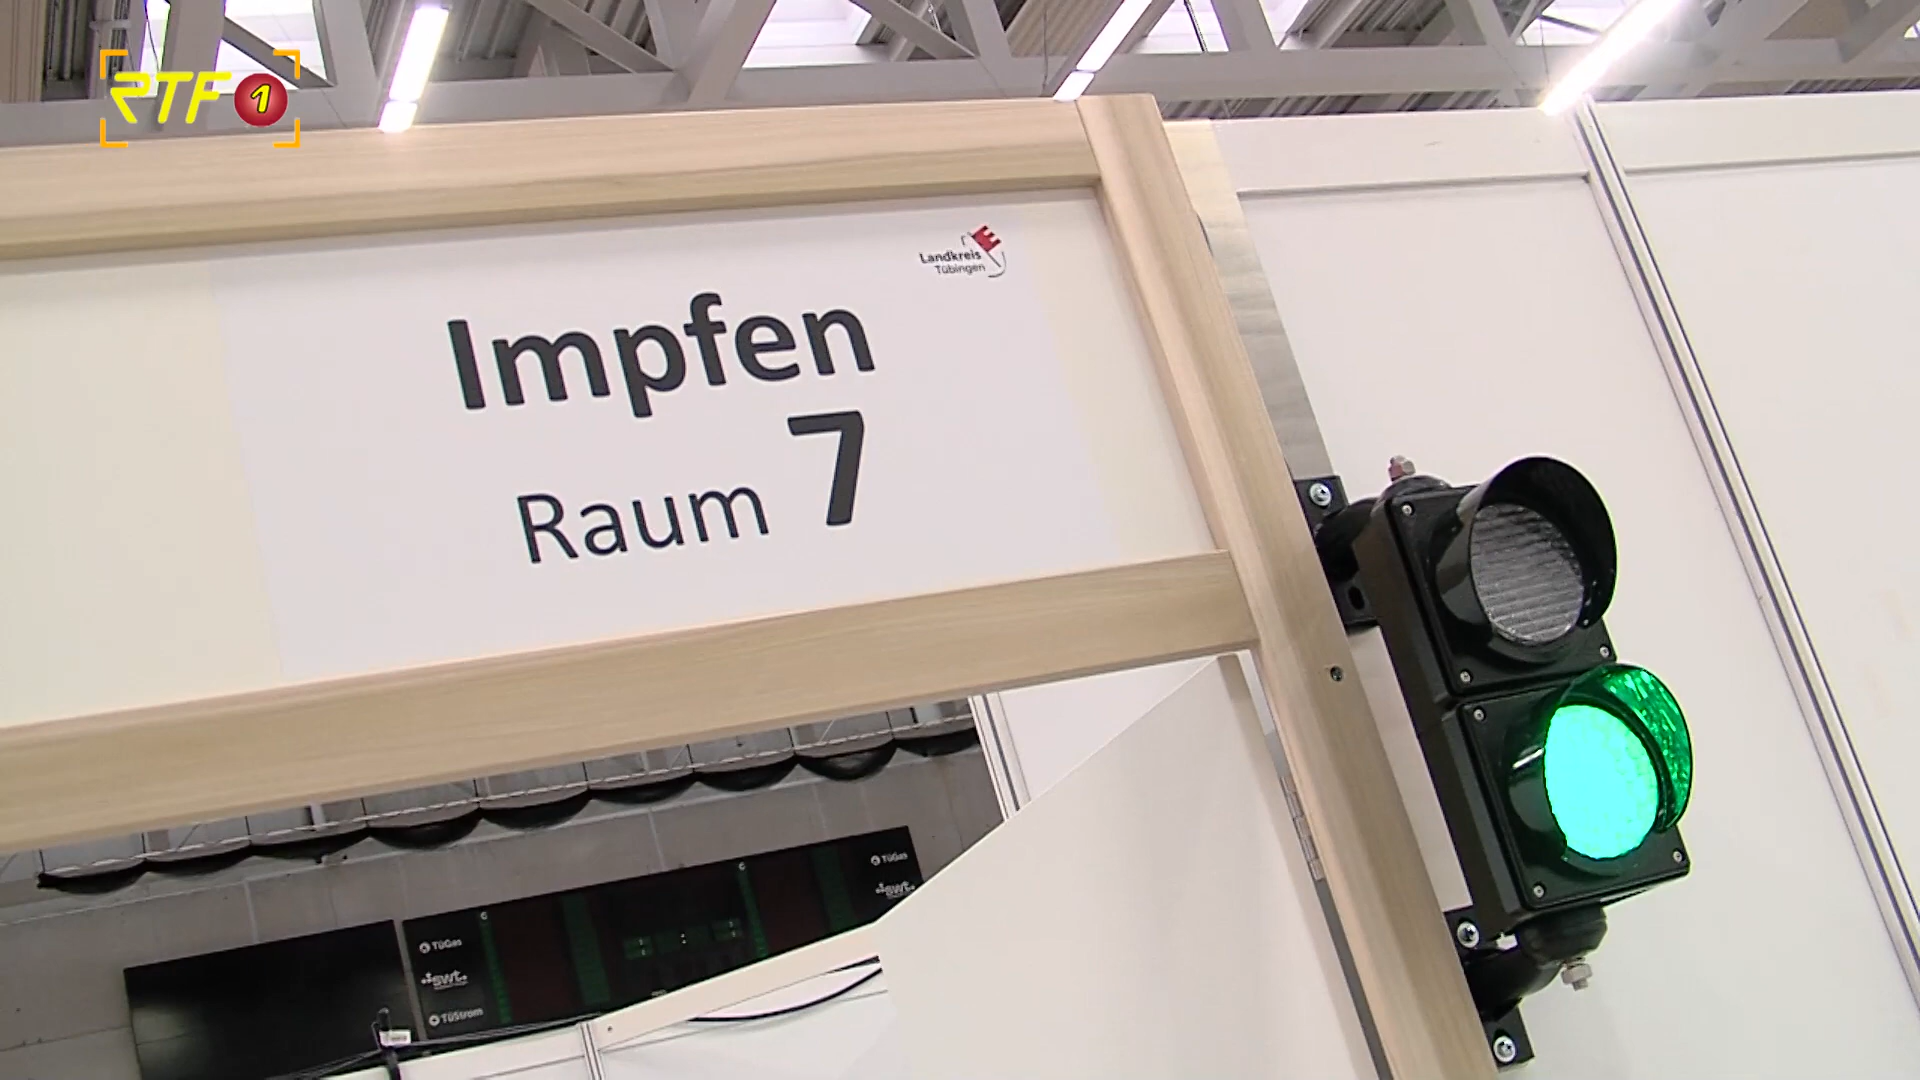 RTF 1
Landkreis
Tübingen
Impfen
Raum 7
TüGas
swt
TüGas
swt
TüStrom